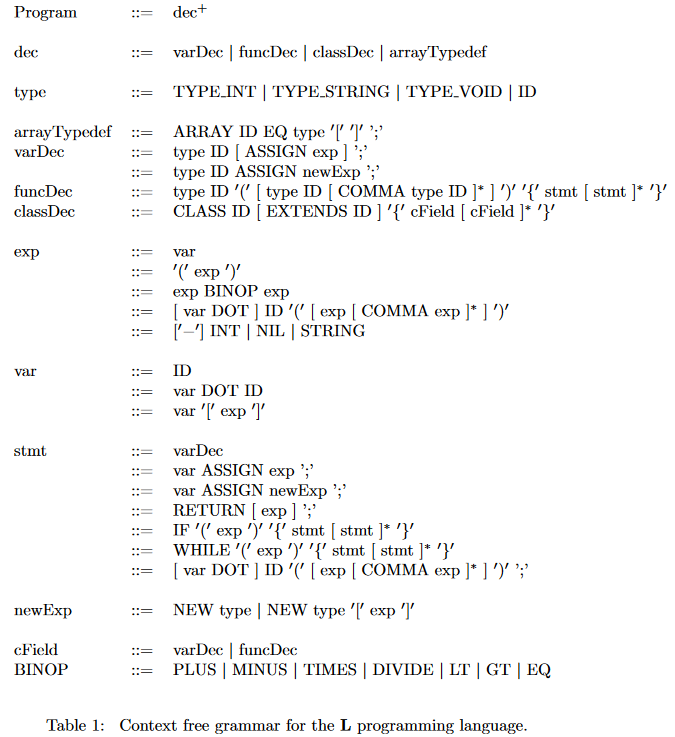 Program ::= dec+
dec ::= varDec | funcDec | classDec | arrayTypedef
type ::= TYPE_INT | TYPE_STRING | TYPE_VOID | ID
arrayTypedef ::= ARRAY ID EQ type ′[′ ′]′ ’;’
varDec ::= type ID [ ASSIGN exp ] ’;’
::= type ID ASSIGN newExp ’;’
funcDec ::= type ID ′(′ [ type ID [ COMMA type ID ]* ] ′)′ ′{′ stmt [ stmt ]* ′}′
classDec ::= CLASS ID [ EXTENDS ID ] ′{′ cField [ cField ]* ′}′
exp ::= var
::= ′(′ exp ′)′
::= exp BINOP exp
::= [ var DOT ] ID ′(′ [ exp [ COMMA exp ]* ] ′)′
::= [′−′] INT | NIL | STRING
var ::= ID
::= var DOT ID
::= var ′[′ exp ′]′
stmt ::= varDec
::= var ASSIGN exp ’;’
::= var ASSIGN newExp ’;’
::= RETURN [ exp ] ’;’
::= IF ′(′ exp ′)′ ′{′ stmt [ stmt ]* ′}′
::= WHILE ′(′ exp ′)′ ′{′ stmt [ stmt ]* ′}′
::= [ var DOT ] ID ′(′ [ exp [ COMMA exp ]* ] ′)′ ’;’
newExp ::= NEW type | NEW type ′[′ exp ′]′
cField ::= varDec | funcDec
BINOP ::= PLUS | MINUS | TIMES | DIVIDE | LT | GT | EQ
Table 1: Context free grammar for the L programming language.